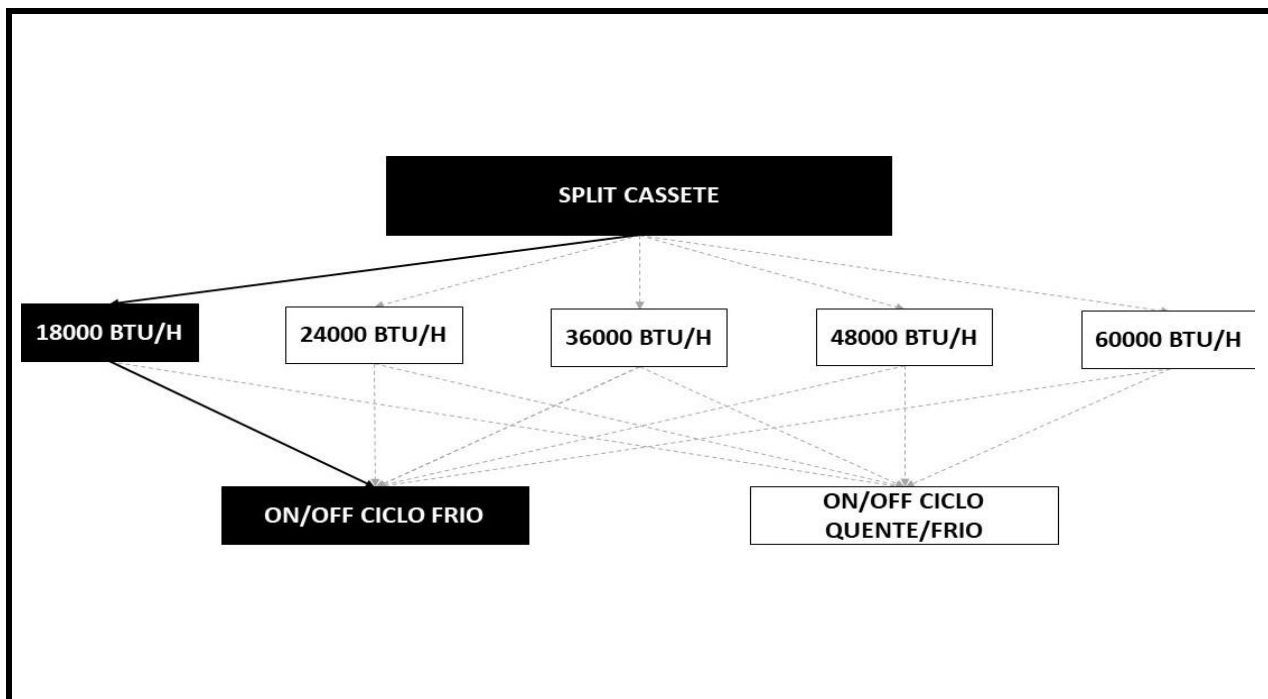 SPLIT CASSETE
18000 BTU/H
24000 BTU/H
36000 BTU/H
48000 BTU/H
60000 BTU/H
ON/OFF CICLO FRIO
ON/OFF CICLO
QUENTE/FRIO